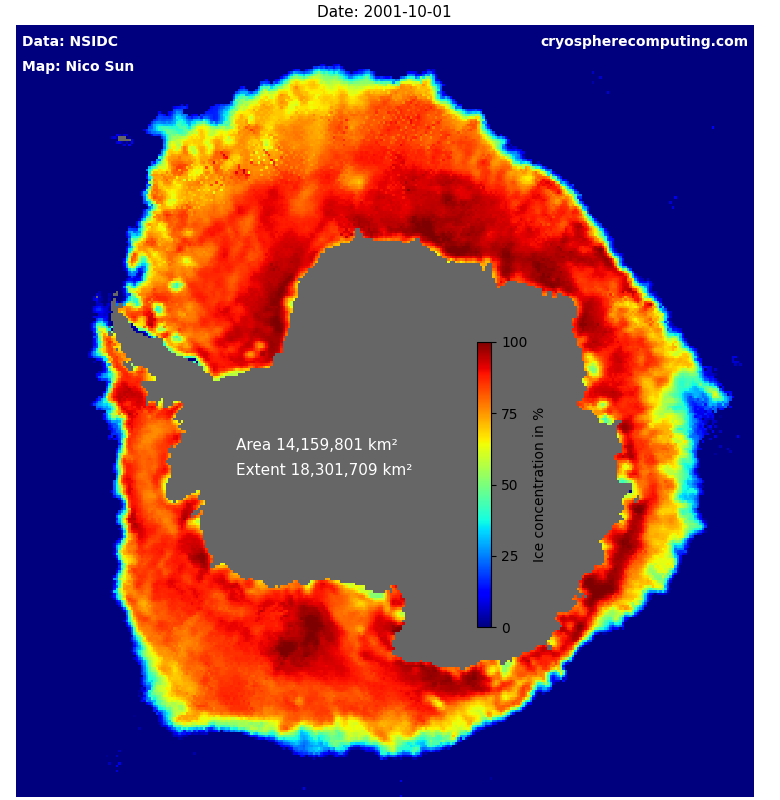 Date: 2001-10-01
Data: NSIDC
cryospherecomputing.com
Map: Nico Sun
100
75
50
25
0
Ice concentration in %
Area 14,159,801 km²
Extent 18,301,709 km²